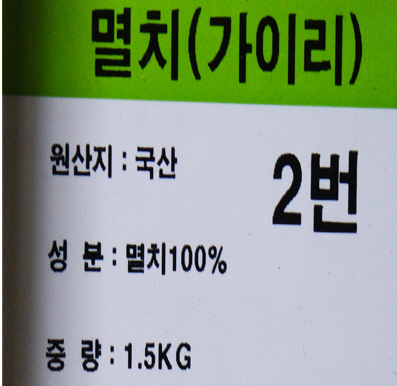 멸치(가이리)
원산지 : 국산
2번
성 분 : 멸치100%
중 량 : 1.5KG